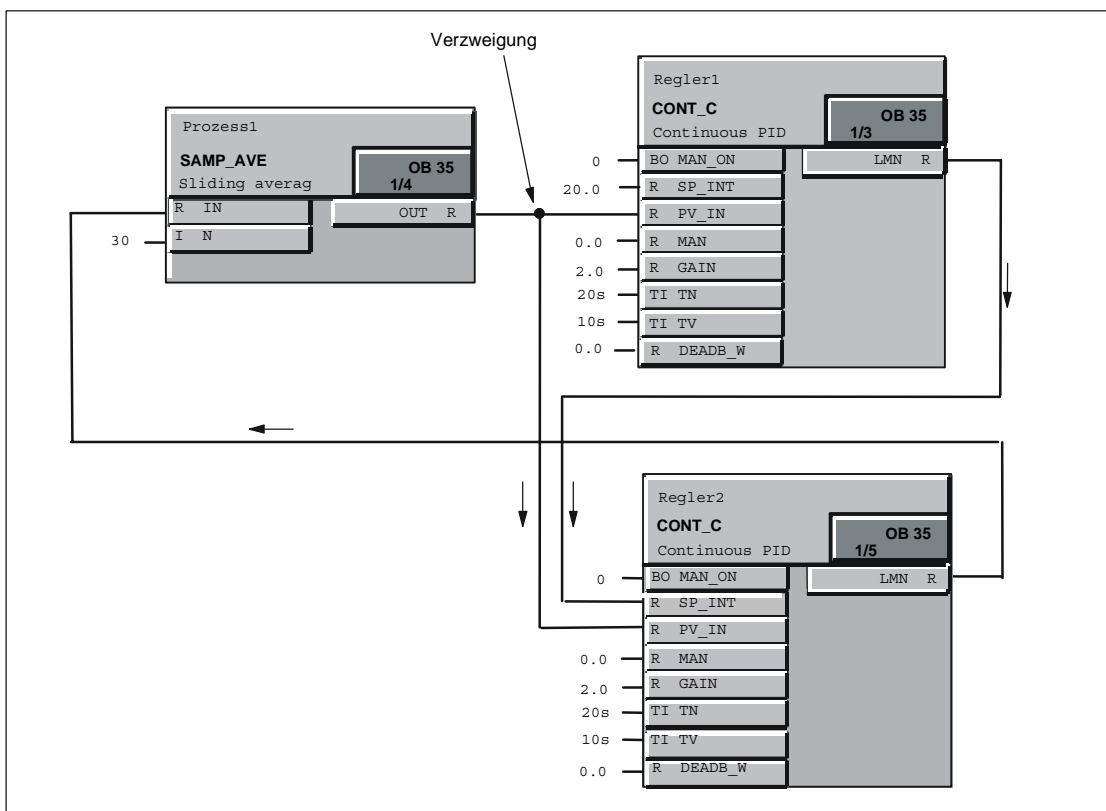 Verzweigung
Prozess1
SAMP_AVE
Sliding averag
OB 35
1/4
R IN
OUT R
30
I N
Regler1
CONT_C
Continuous PID
OB 35
1/3
0
BO MAN_ON
LMN R
20.0
R SP_INT
R PV_IN
0.0
R MAN
2.0
R GAIN
20s
TI TN
10s
TI TV
0.0
R DEADB_W
Regler2
CONT_C
Continuous PID
OB 35
1/5
0
BO MAN_ON
LMN R
R SP_INT
R PV_IN
0.0
R MAN
2.0
R GAIN
20s
TI TN
10s
TI TV
0.0
R DEADB_W